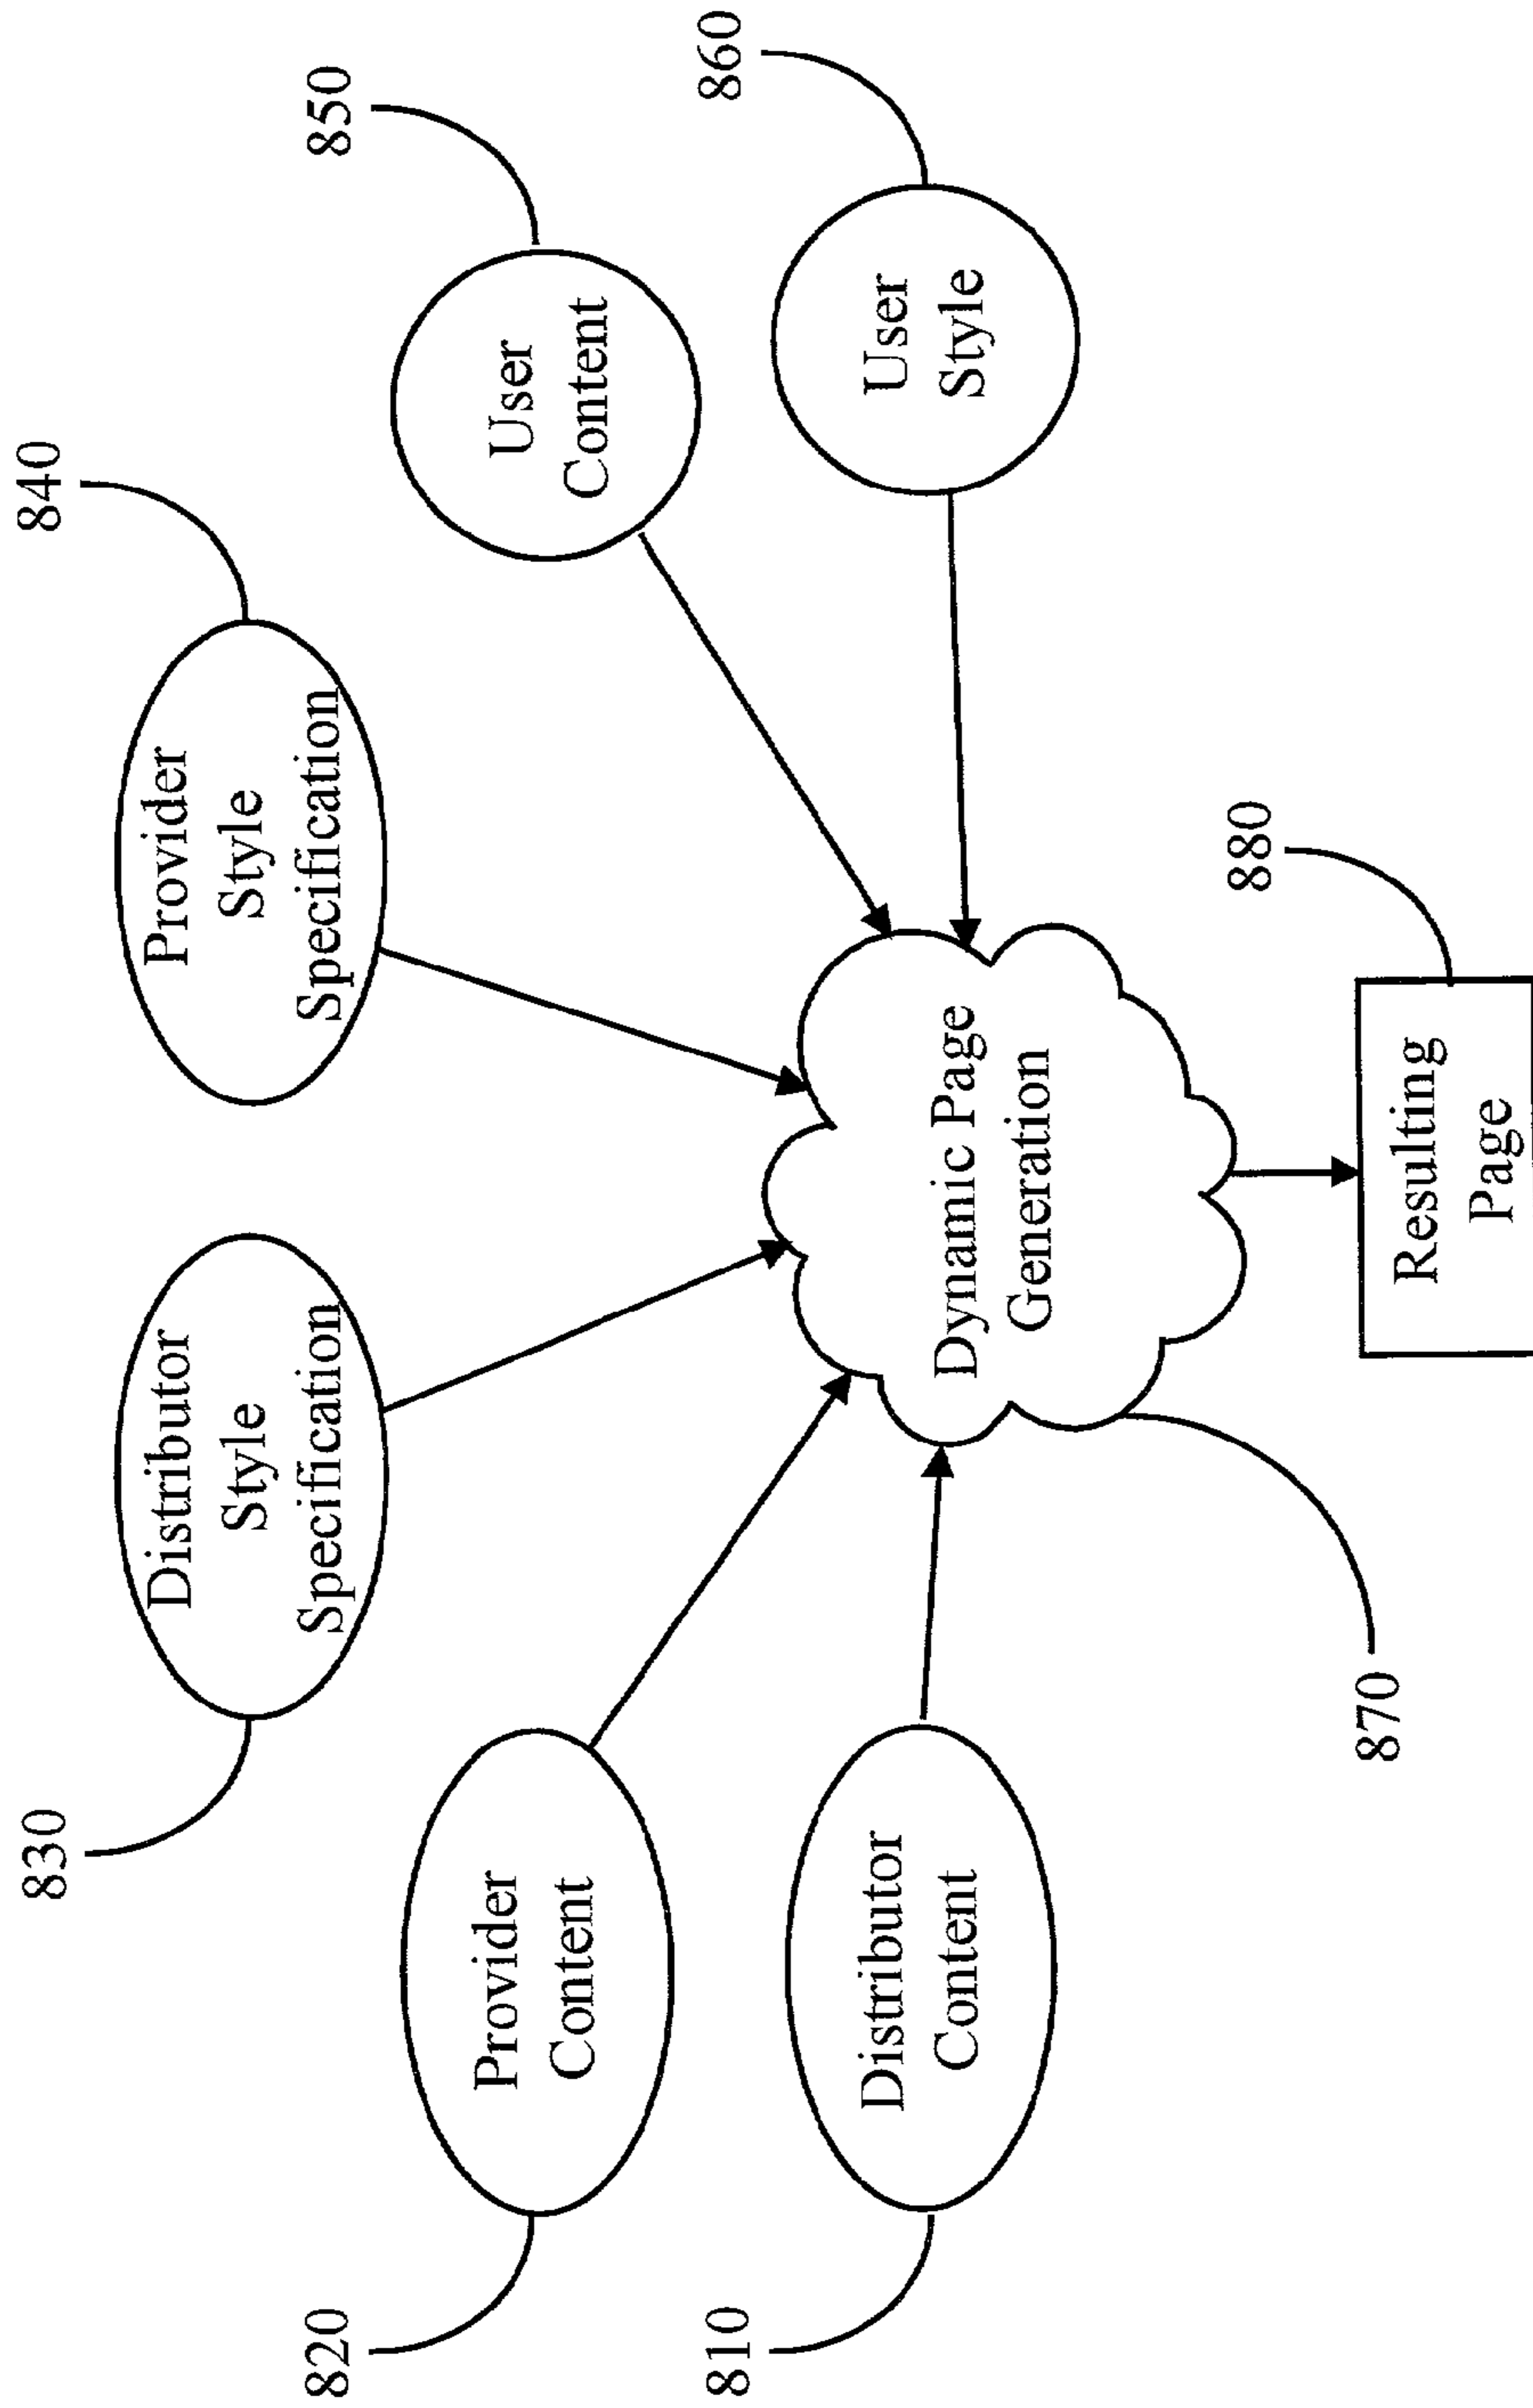 830
840
Distributor
Style
Specification
Provider
Style
Specification
820
850
Provider
Content
User
Content
810
860
Distributor
Content
User
Style
Dynamic Page
Generation
870
880
Resulting
Page